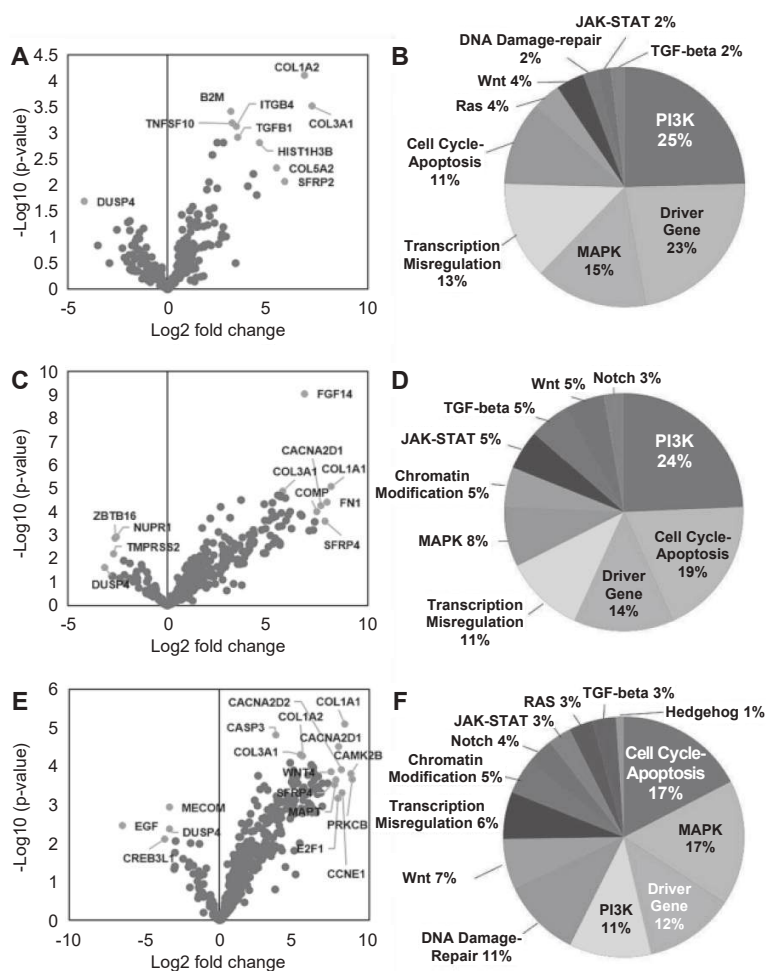 A
4.5
4
3.5
3
2.5
2
1.5
1
0.5
0
-5
0
5
10
-Log10 (p-value)
Log2 fold change
COL1A2
B2M
ITGB4
TNFSF10
TGFB1
COL3A1
HIST1H3B
COL5A2
SFRP2
DUSP4
B
JAK-STAT 2%
DNA Damage-repair
2%
TGF-beta 2%
Wnt 4%
Ras 4%
PI3K
25%
Cell Cycle-
Apoptosis
11%
Driver
Gene
23%
MAPK
15%
Transcription
Misregulation
13%
C
10
9
8
7
6
5
4
3
2
1
0
-5
0
5
10
-Log10 (p-value)
Log2 fold change
FGF14
CACNA2D1
COL3A1
COL1A1
COMP
FN1
SFRP4
ZBTB16
NUPR1
TMPRSS2
DUSP4
D
Wnt 5%
Notch 3%
TGF-beta 5%
JAK-STAT 5%
PI3K
24%
Chromatin
Modification 5%
MAPK 8%
Cell Cycle-
Apoptosis
19%
Driver
Gene
14%
Transcription
Misregulation
11%
E
6
5
4
3
2
1
0
-10
-5
0
5
10
-Log10 (p-value)
Log2 fold change
CACNA2D2
COL1A1
COL1A2
CASP3
CACNA2D1
COL3A1
CAMK2B
WNT4
SFRP4
MAPT
PRKCB
E2F1
CCNE1
MECOM
EGF
DUSP4
CREB3L1
F
RAS 3%
TGF-beta 3%
Hedgehog 1%
JAK-STAT 3%
Notch 4%
Cell Cycle-
Apoptosis
17%
Chromatin
Modification 5%
Transcription
Misregulation 6%
MAPK
17%
Wnt 7%
Driver
Gene
12%
PI3K
11%
DNA Damage-
Repair 11%